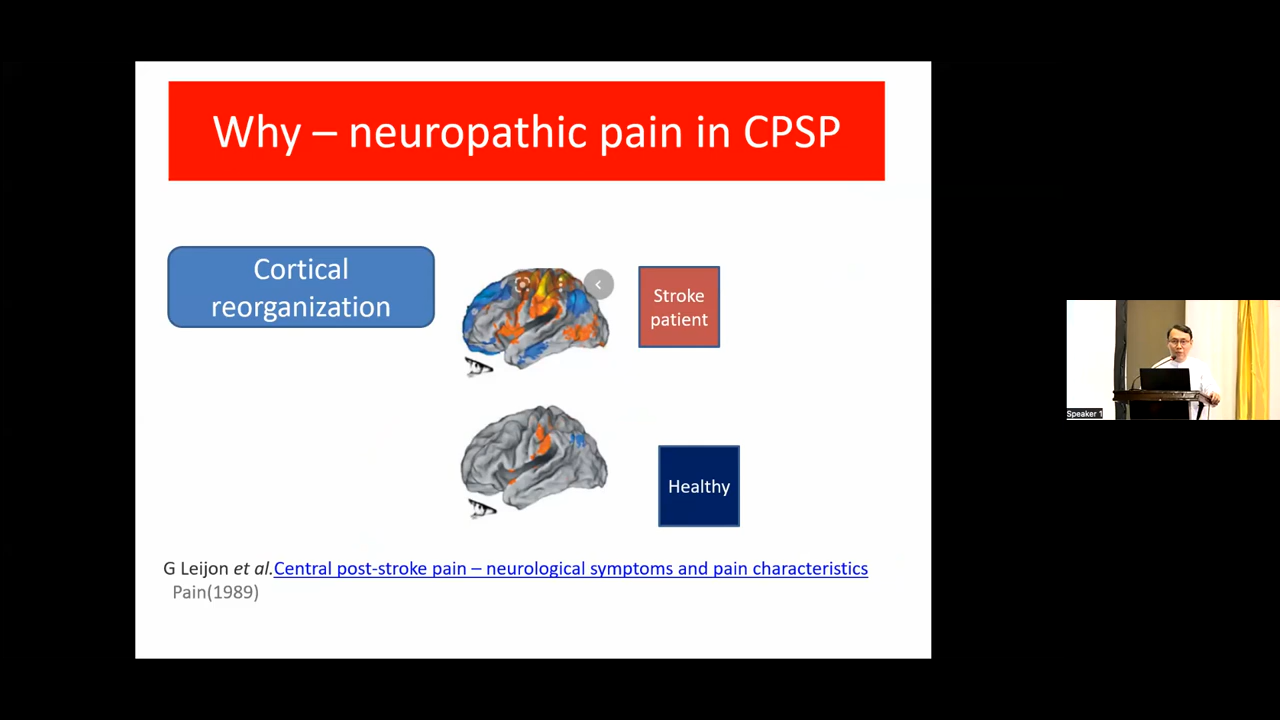 Why – neuropathic pain in CPSP
Cortical
reorganization
Stroke
patient
Healthy
G Leijon et al.Central post-stroke pain – neurological symptoms and pain characteristics
Pain(1989)
Speaker 1